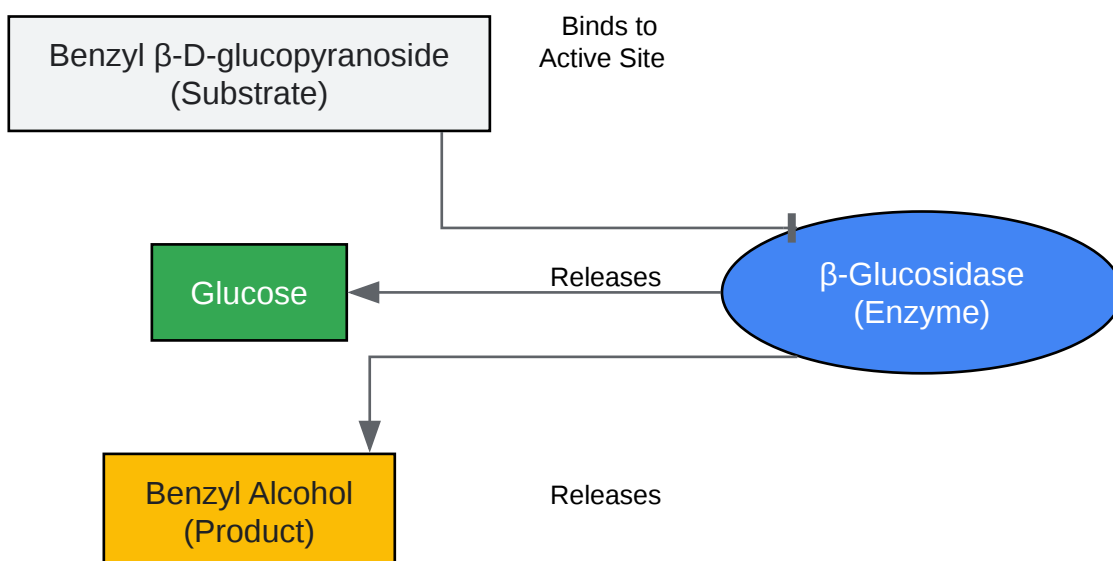 Benzyl β-D-glucopyranoside
(Substrate)
Binds to
Active Site
Glucose
Releases
β-Glucosidase
(Enzyme)
Benzyl Alcohol
(Product)
Releases